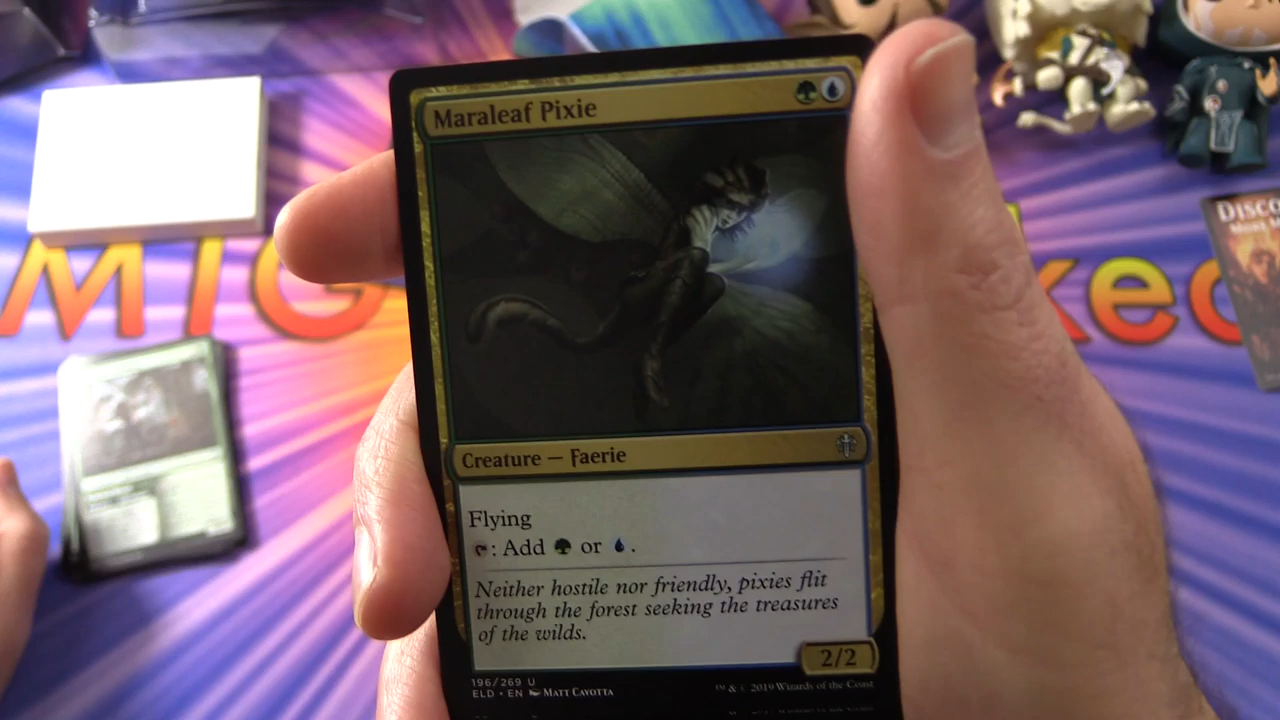 Maraleaf Pixie
Creature — Faerie
Flying
: Add or .
Neither hostile nor friendly, pixies flit
through the forest seeking the treasures
of the wilds.
2/2
196/269 U
ELD • EN Matt Cavotta
™ & © 2019 Wizards of the Coast
MTG
ked
Disco